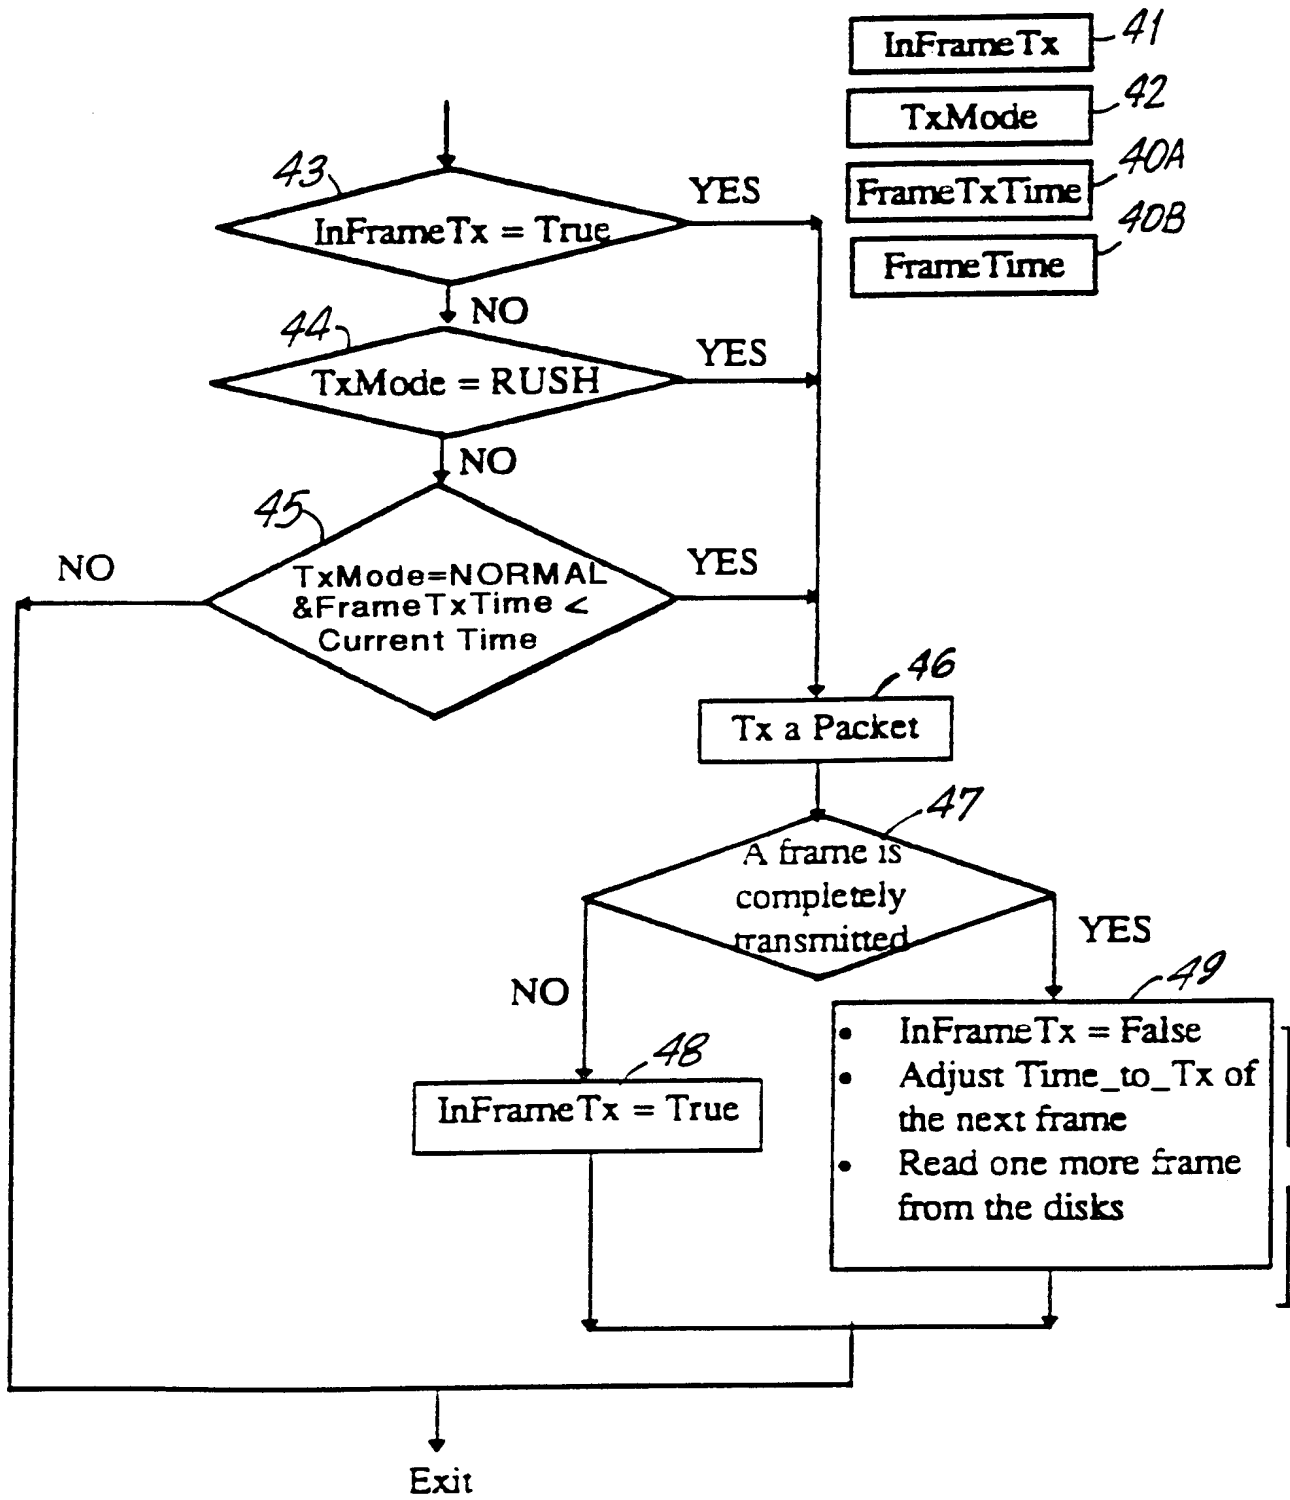 InFrameTx 41
TxMode 42
FrameTxTime 40A
FrameTime 40B
43
InFrameTx = True
YES
NO
44
TxMode = RUSH
YES
NO
45
TxMode=NORMAL
&FrameTxTime <
Current Time
NO
YES
46
Tx a Packet
47
A frame is
completely
transmitted
NO
YES
48
InFrameTx = True
49
• InFrameTx = False
• Adjust Time_to_Tx of
the next frame
• Read one more frame
from the disks
Exit